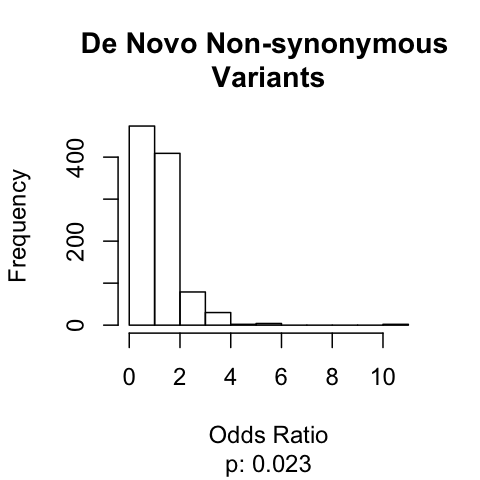 De Novo Non-synonymous
Variants
Frequency
400
200
0
0 2 4 6 8 10
Odds Ratio
p: 0.023